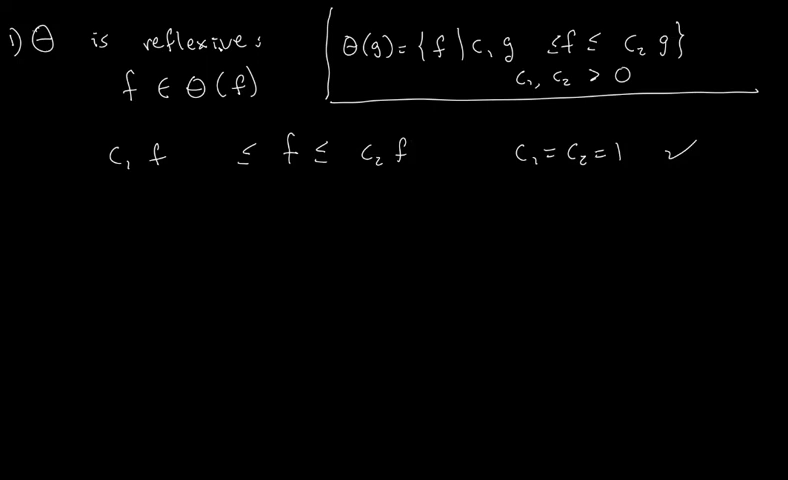 1) Θ is reflexive:
f ∈ Θ(f)
Θ(g) = { f | c₁ g ≤ f ≤ c₂ g }
c₁, c₂ > 0
c₁ f ≤ f ≤ c₂ f c₁ = c₂ = 1 ✓